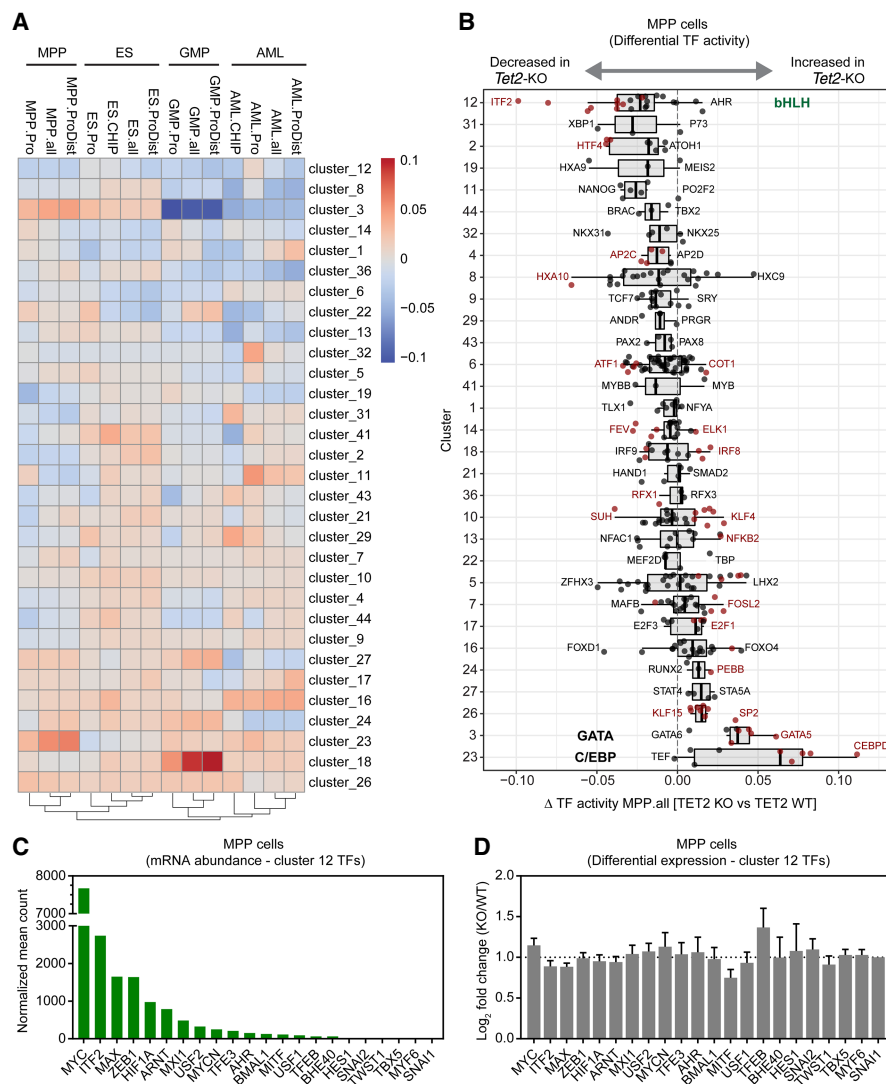 A
MPP
ES
GMP
AML
MPP.Pro
MPP.all
MPP.ProDist
ES.Pro
ES.CHIP
ES.all
ES.ProDist
GMP.Pro
GMP.all
GMP.ProDist
AML.CHIP
AML.Pro
AML.all
AML.ProDist
cluster_12
cluster_8
cluster_3
cluster_14
cluster_1
cluster_36
cluster_6
cluster_22
cluster_13
cluster_32
cluster_5
cluster_19
cluster_31
cluster_41
cluster_2
cluster_11
cluster_43
cluster_21
cluster_29
cluster_7
cluster_10
cluster_4
cluster_44
cluster_9
cluster_27
cluster_17
cluster_16
cluster_24
cluster_23
cluster_18
cluster_26
0.1
0.05
0
−0.05
−0.1
B
MPP cells
(Differential TF activity)
Decreased in
Tet2-KO
Increased in
Tet2-KO
Cluster
12 ITF2 AHR bHLH
31 XBP1 P73
2 HTF4 ATOH1
19 HXA9 MEIS2
11 NANOG PO2F2
44 BRAC TBX2
32 NKX31 NKX25
4 AP2C AP2D
8 HXA10 HXC9
9 TCF7 SRY
29 ANDR PRGR
43 PAX2 PAX8
6 ATF1 COT1
41 MYBB MYB
1 TLX1 NFYA
14 FEV ELK1
18 IRF9 IRF8
21 HAND1 SMAD2
36 RFX1 RFX3
10 SUH KLF4
13 NFAC1 NFKB2
22 MEF2D TBP
5 ZFHX3 LHX2
7 MAFB FOSL2
17 E2F3 E2F1
16 FOXD1 FOXO4
24 RUNX2 PEBB
27 STAT4 STA5A
26 KLF15 SP2
3 GATA GATA6 GATA5
23 C/EBP TEF CEBPD
−0.10 −0.05 0.00 0.05 0.10
Δ TF activity MPP.all [TET2 KO vs TET2 WT]
C
MPP cells
(mRNA abundance - cluster 12 TFs)
Normalized mean count
8000
7000
3000
2000
1000
0
MYC
ITF2
MAX
ZEB1
HIF1A
ARNT
MXI1
USF2
MYCN
TFE3
AHR
BMAL1
MITF
USF1
TFEB
BHE40
HES1
SNAI2
TWST1
TBX5
MYF6
SNAI1
D
MPP cells
(Differential expression - cluster 12 TFs)
Log2 fold change (KO/WT)
2.0
1.5
1.0
0.5
0.0
MYC
ITF2
MAX
ZEB1
HIF1A
ARNT
MXI1
USF2
MYCN
TFE3
AHR
BMAL1
MITF
USF1
TFEB
BHE40
HES1
SNAI2
WST1
TBX5
MYF6
SNAI1